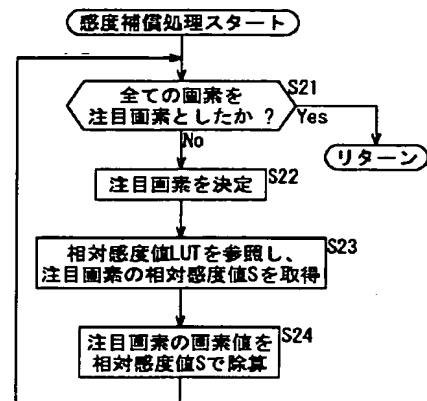 感度補償処理スタート
S21
全ての画素を
注目画素としたか ?
Yes
No
リターン
注目画素を決定
S22
相対感度値LUTを参照し、
注目画素の相対感度値Sを取得
S23
注目画素の画素値を
相対感度値Sで除算
S24